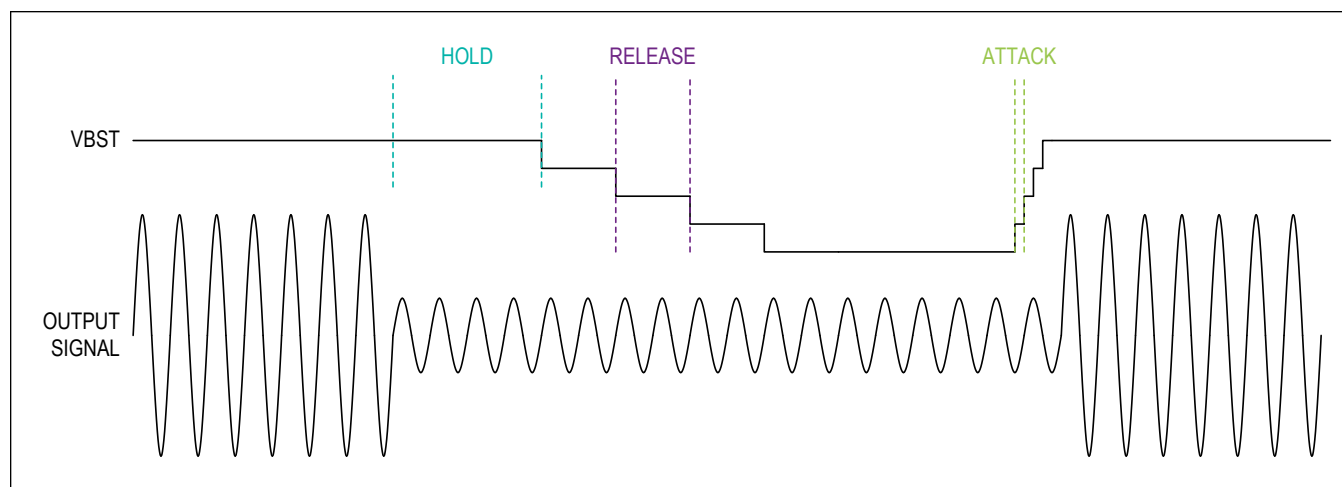 HOLD
RELEASE
ATTACK
VBST
OUTPUT
SIGNAL